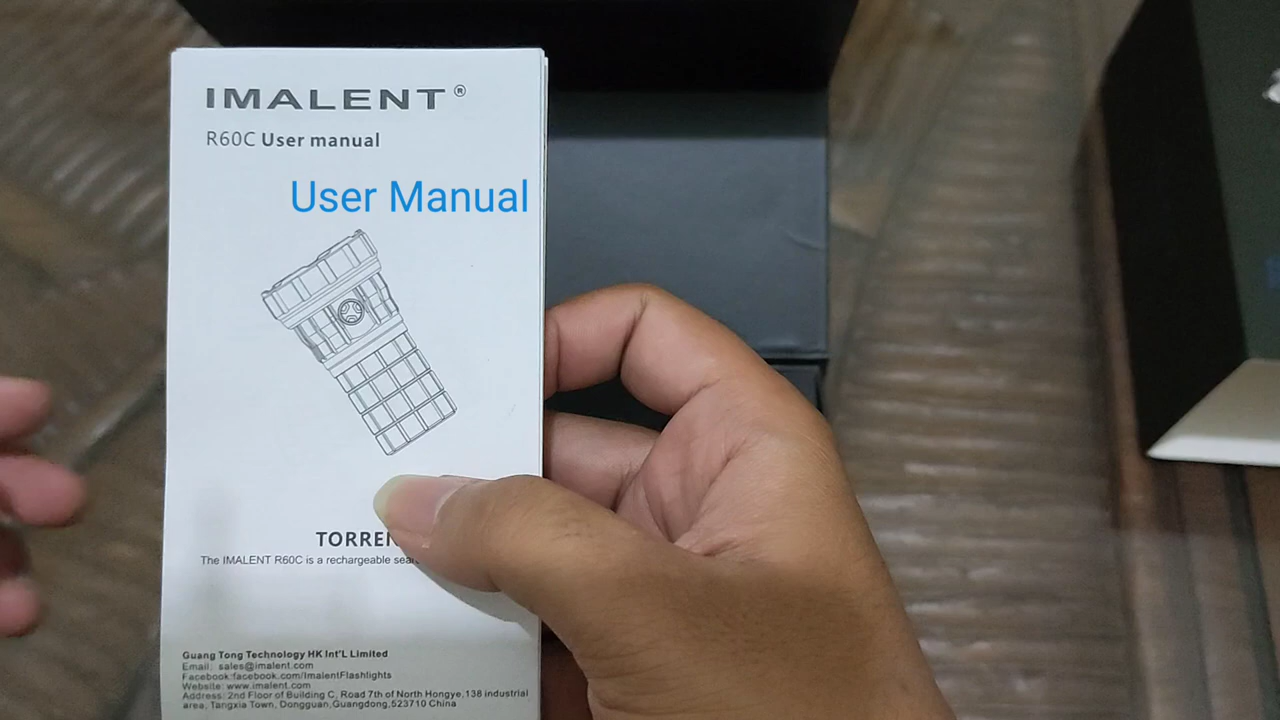 IMALENT®
R60C User manual
User Manual
The IMALENT R60C is a rechargeable
Guang Tong Technology HK Int'L Limited
Email: sales@imalent.com
Facebook:facebook.com/ImalentFlashlights
Website: www.imalent.com
Address: 2nd Floor of Building C, Road 7th of North Hongye,138 industrial
area, Tangxia Town, Dongguan,Guangdong,523710 China